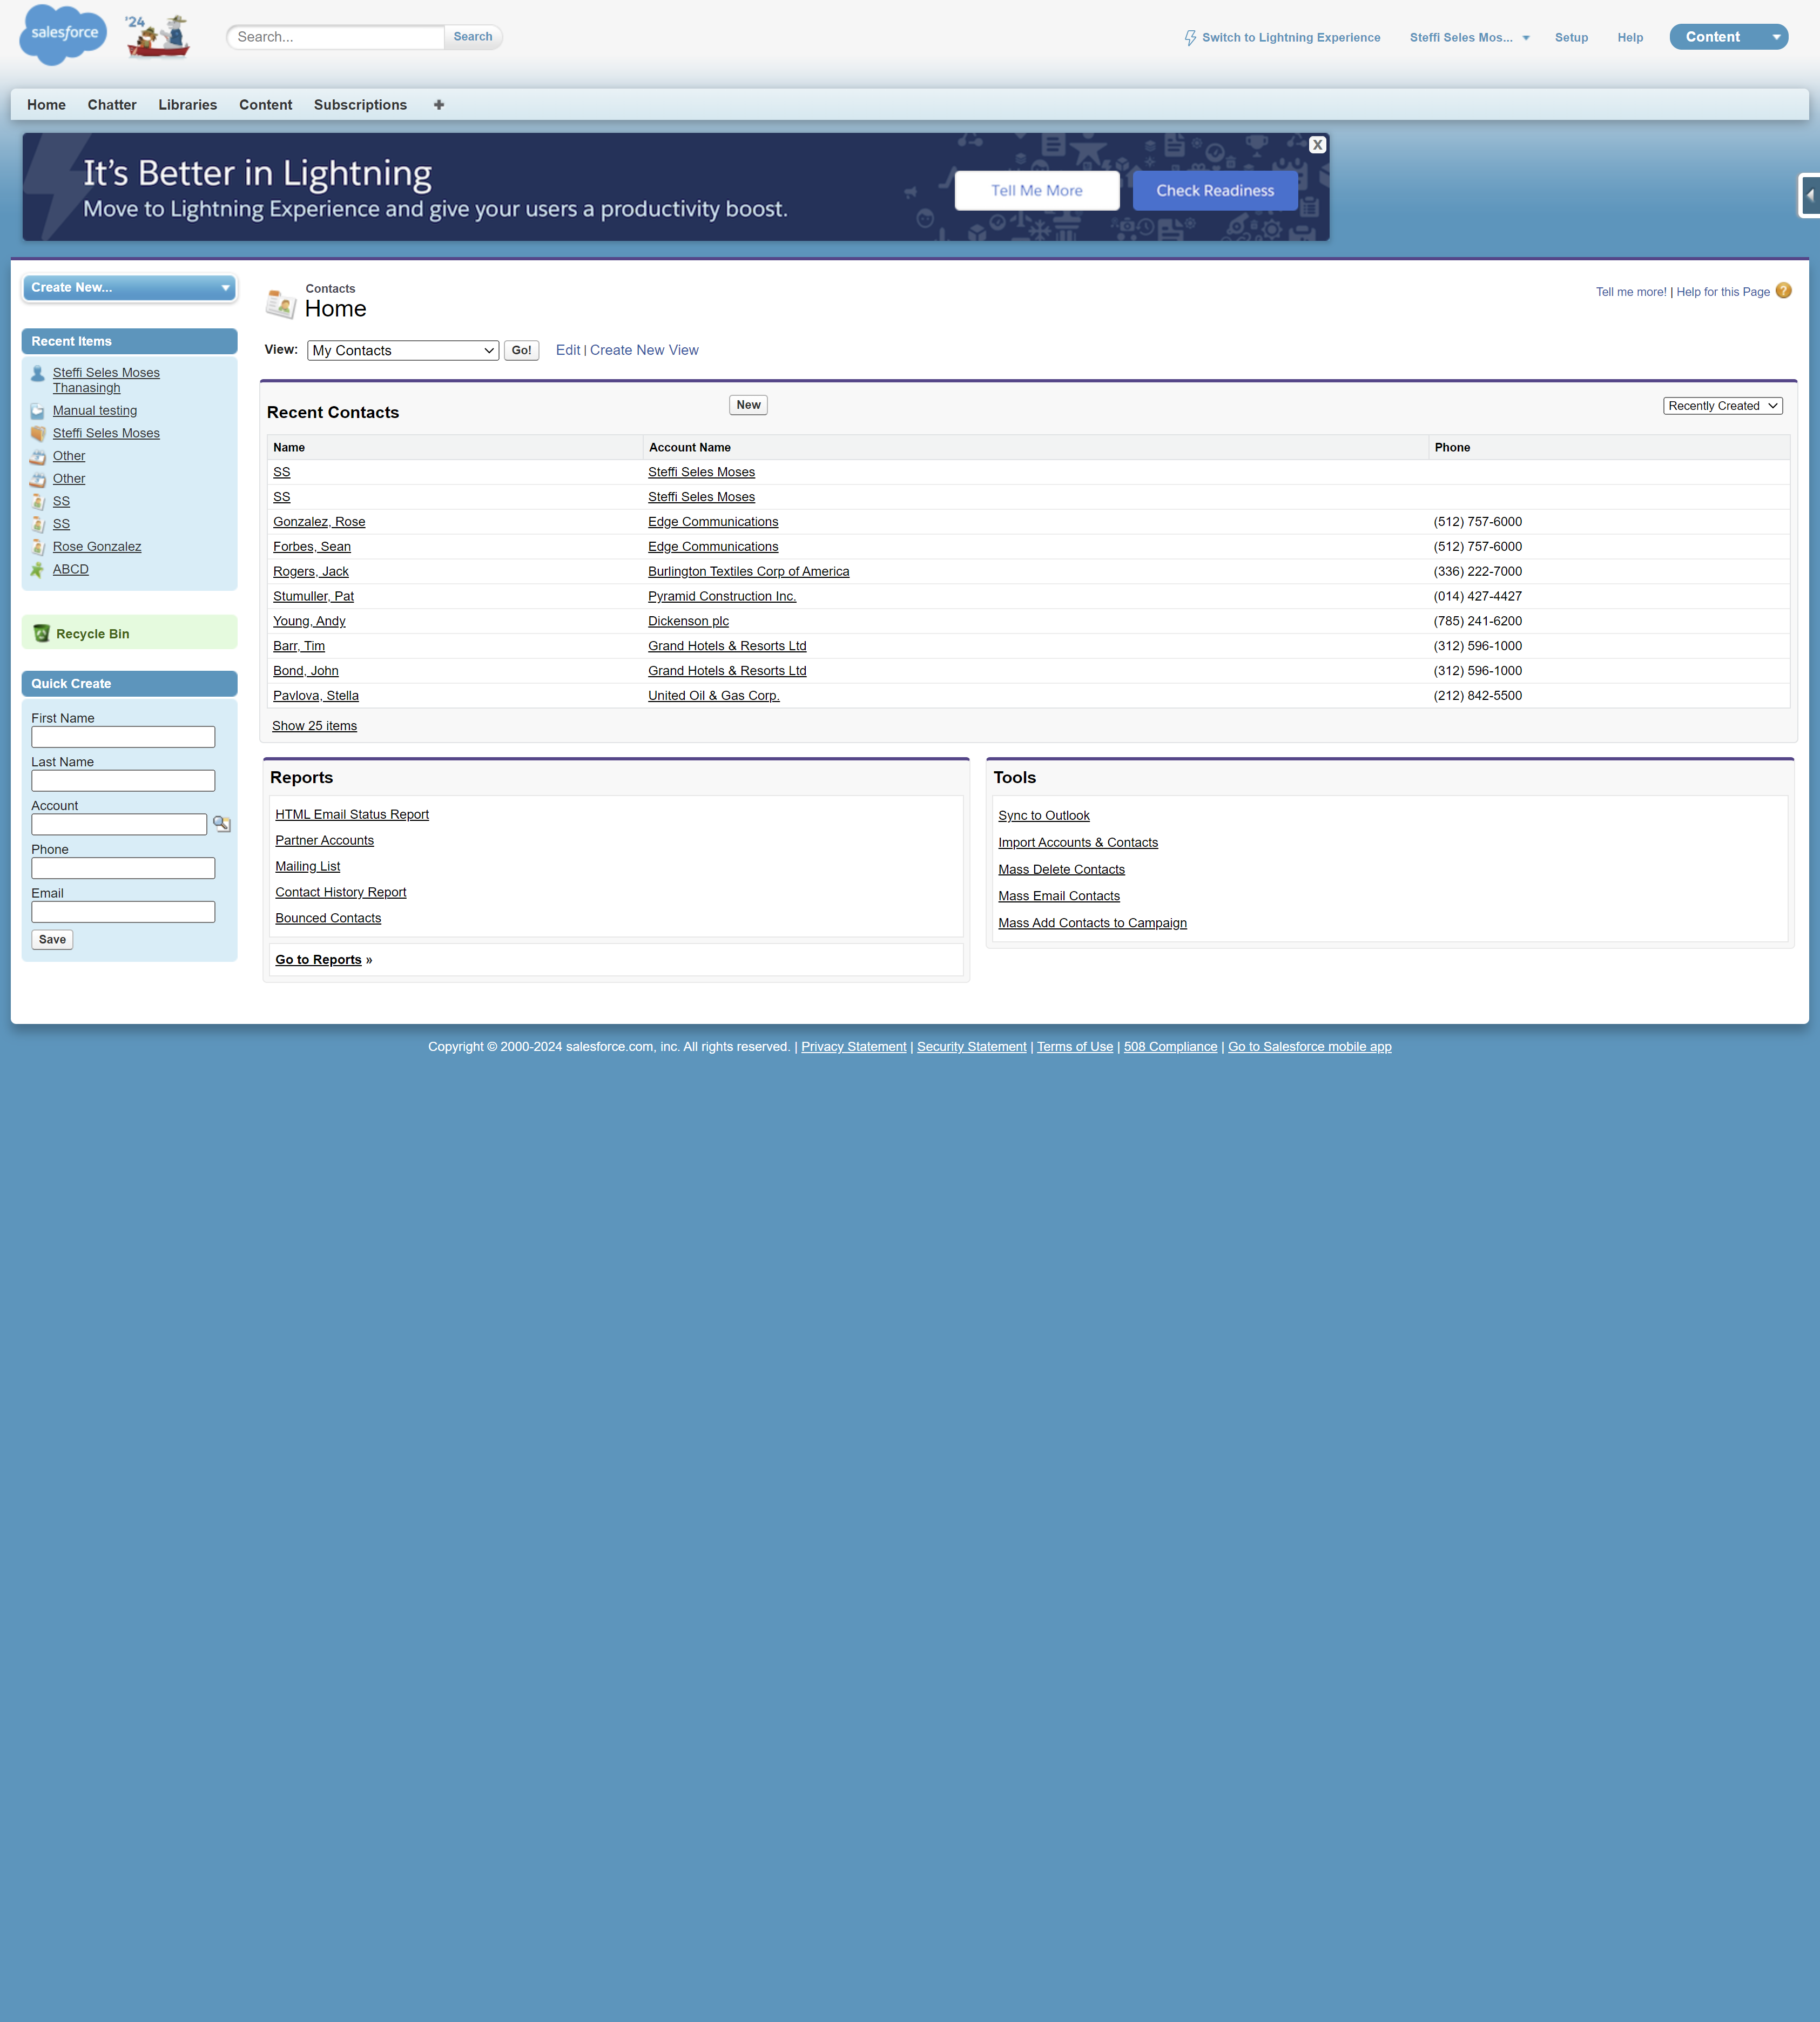 salesforce
'24
Search...
Search
Switch to Lightning Experience
Steffi Seles Mos...
Setup
Help
Content
Home
Chatter
Libraries
Content
Subscriptions
+
It's Better in Lightning
Move to Lightning Experience and give your users a productivity boost.
Tell Me More
Check Readiness
X
Create New...
Recent Items
Steffi Seles Moses
Thanasingh
Manual testing
Steffi Seles Moses
Other
Other
SS
SS
Rose Gonzalez
ABCD
Recycle Bin
Quick Create
First Name
Last Name
Account
Phone
Email
Save
Contacts
Home
Tell me more! | Help for this Page ?
View: My Contacts Go! Edit | Create New View
Recent Contacts
New
Recently Created
Name Account Name Phone
SS Steffi Seles Moses
SS Steffi Seles Moses
Gonzalez, Rose Edge Communications (512) 757-6000
Forbes, Sean Edge Communications (512) 757-6000
Rogers, Jack Burlington Textiles Corp of America (336) 222-7000
Stumuller, Pat Pyramid Construction Inc. (014) 427-4427
Young, Andy Dickenson plc (785) 241-6200
Barr, Tim Grand Hotels & Resorts Ltd (312) 596-1000
Bond, John Grand Hotels & Resorts Ltd (312) 596-1000
Pavlova, Stella United Oil & Gas Corp. (212) 842-5500
Show 25 items
Reports
HTML Email Status Report
Partner Accounts
Mailing List
Contact History Report
Bounced Contacts
Go to Reports »
Tools
Sync to Outlook
Import Accounts & Contacts
Mass Delete Contacts
Mass Email Contacts
Mass Add Contacts to Campaign
Copyright © 2000-2024 salesforce.com, inc. All rights reserved. | Privacy Statement | Security Statement | Terms of Use | 508 Compliance | Go to Salesforce mobile app